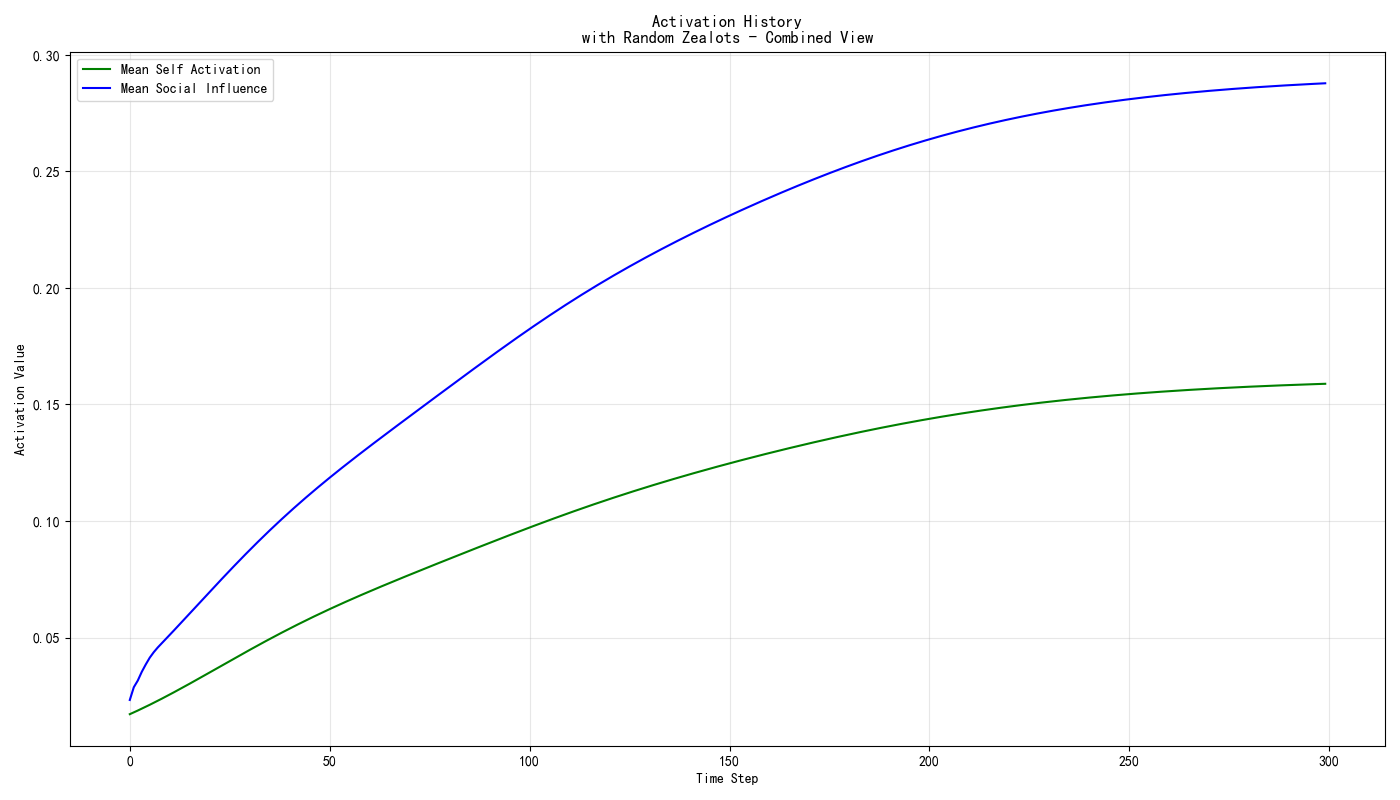 Activation History
with Random Zealots - Combined View
Mean Self Activation
Mean Social Influence
Activation Value
0.30
0.25
0.20
0.15
0.10
0.05
0
50
100
150
200
250
300
Time Step